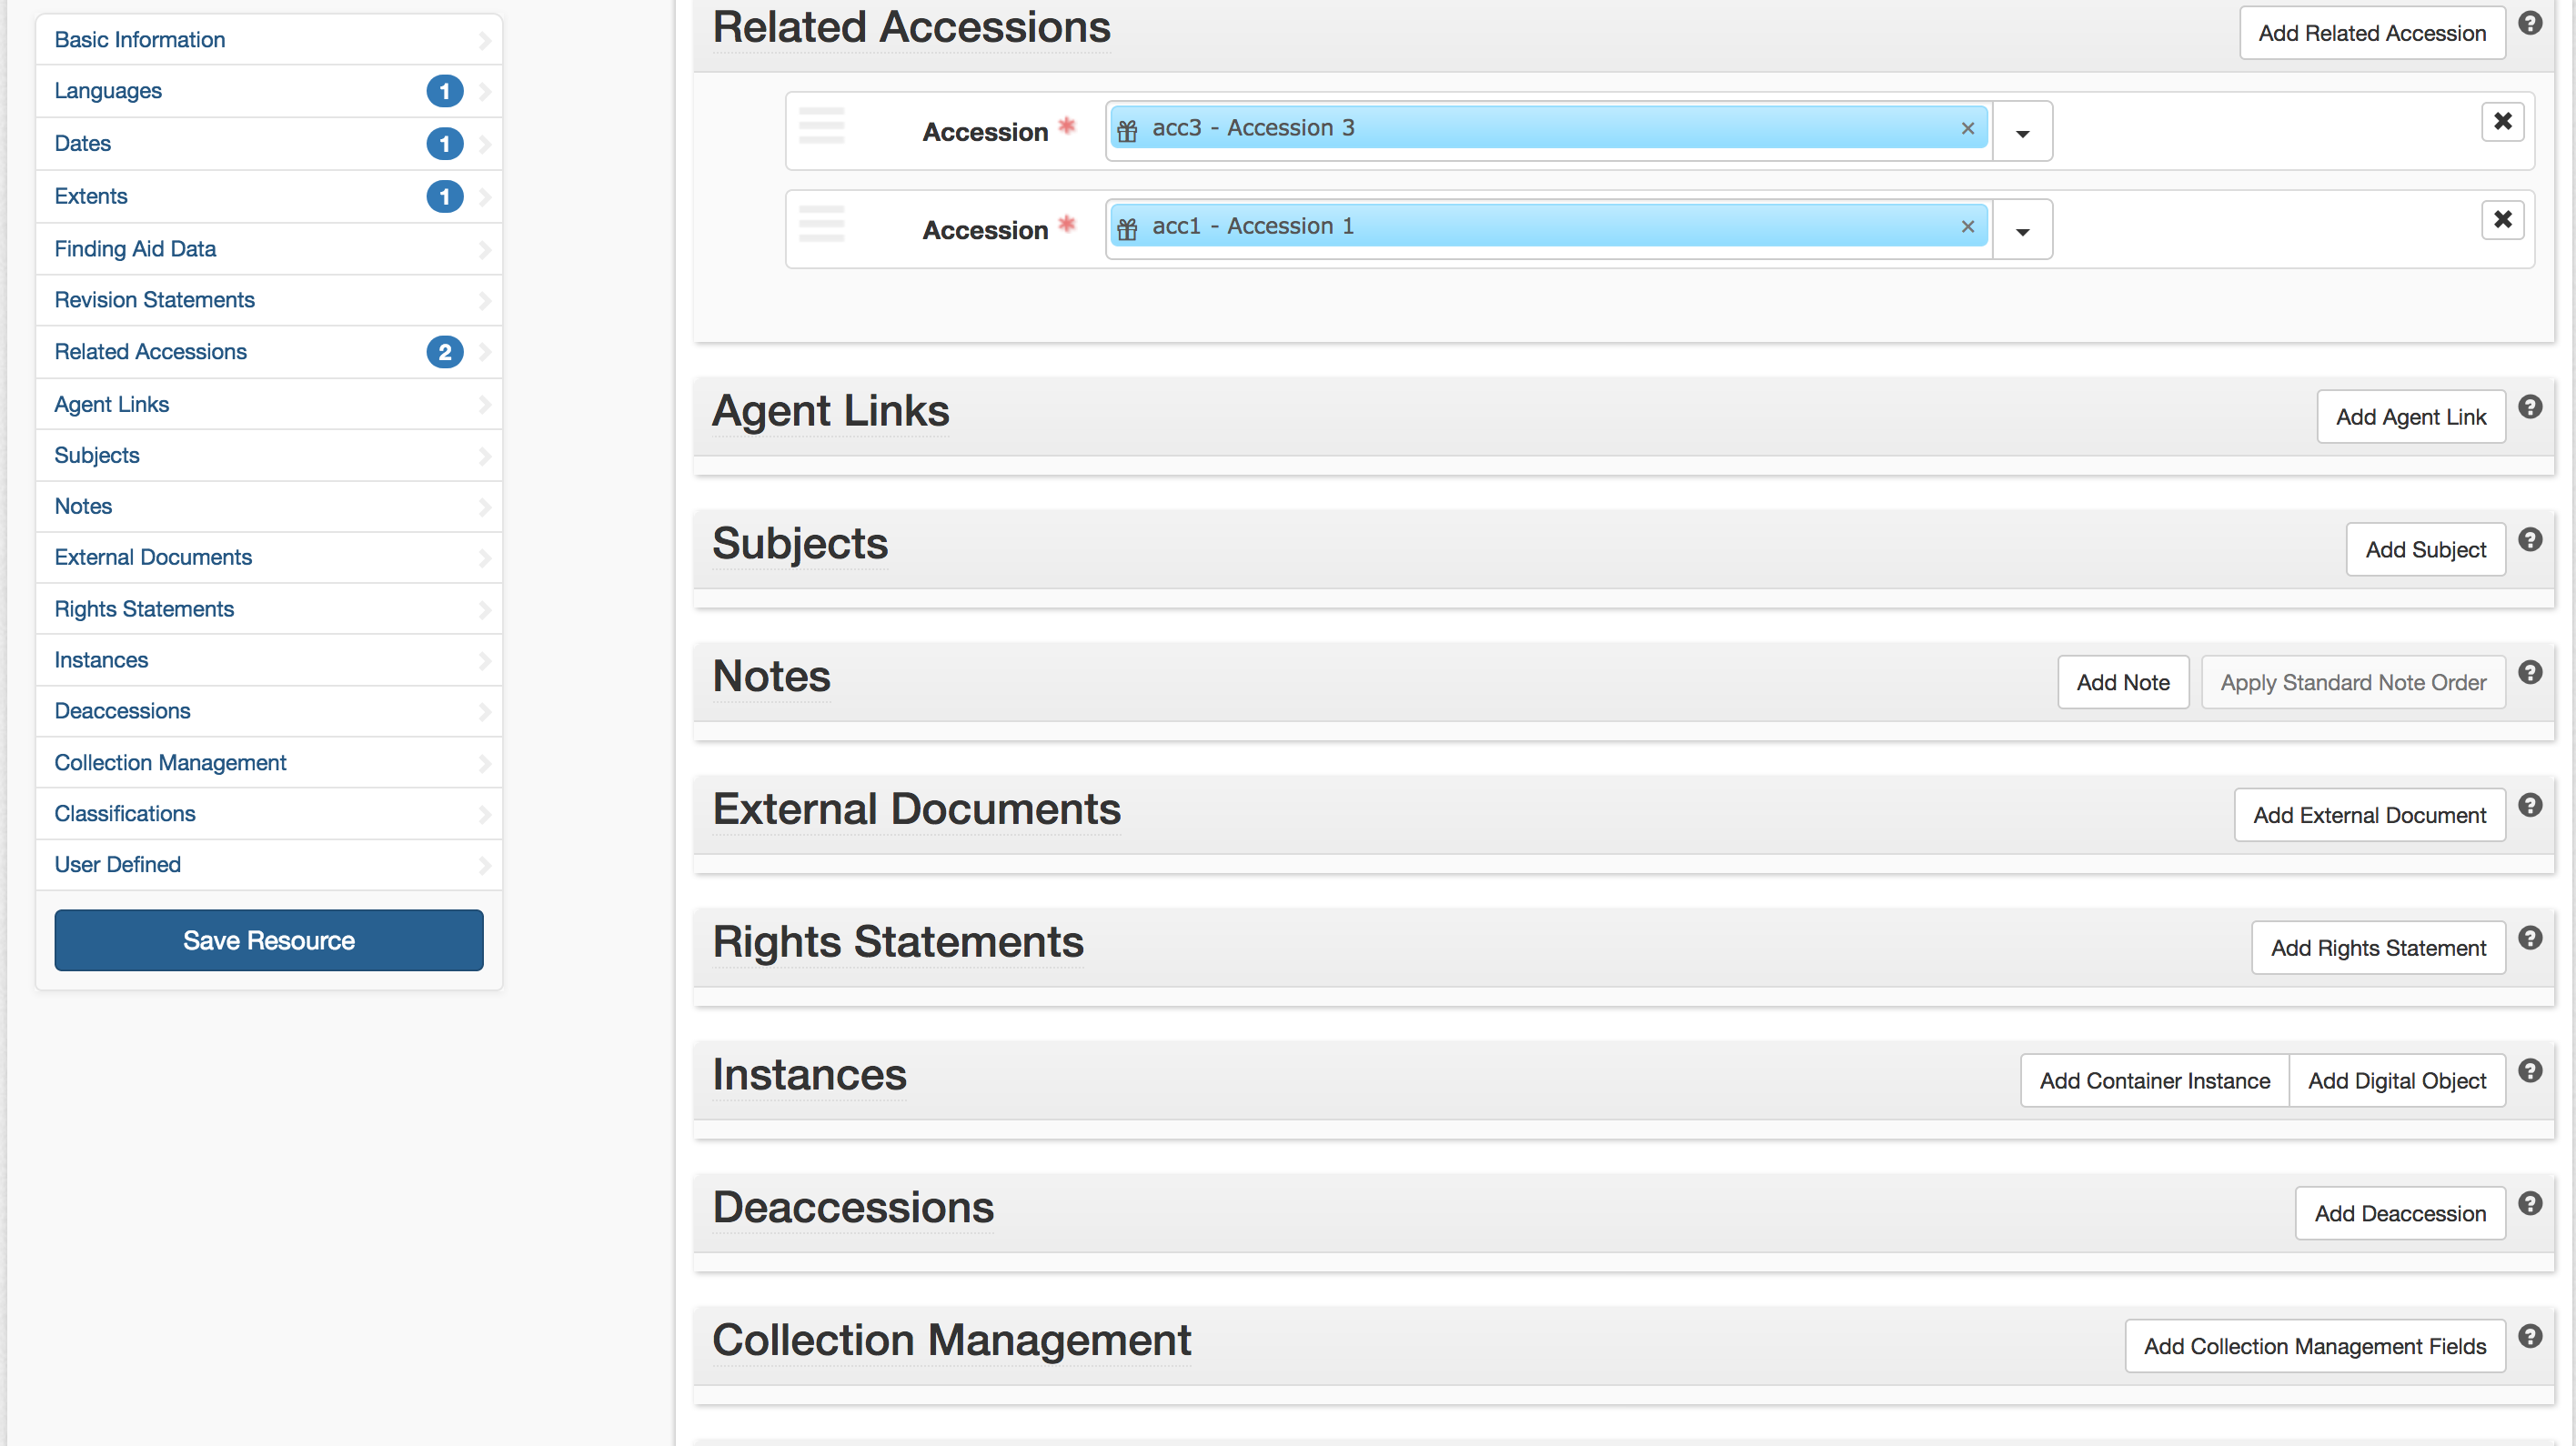 Basic Information
Languages 1
Dates 1
Extents 1
Finding Aid Data
Revision Statements
Related Accessions 2
Agent Links
Subjects
Notes
External Documents
Rights Statements
Instances
Deaccessions
Collection Management
Classifications
User Defined
Save Resource
Related Accessions
Add Related Accession
Accession * acc3 - Accession 3
Accession * acc1 - Accession 1
Agent Links
Add Agent Link
Subjects
Add Subject
Notes
Add Note Apply Standard Note Order
External Documents
Add External Document
Rights Statements
Add Rights Statement
Instances
Add Container Instance Add Digital Object
Deaccessions
Add Deaccession
Collection Management
Add Collection Management Fields